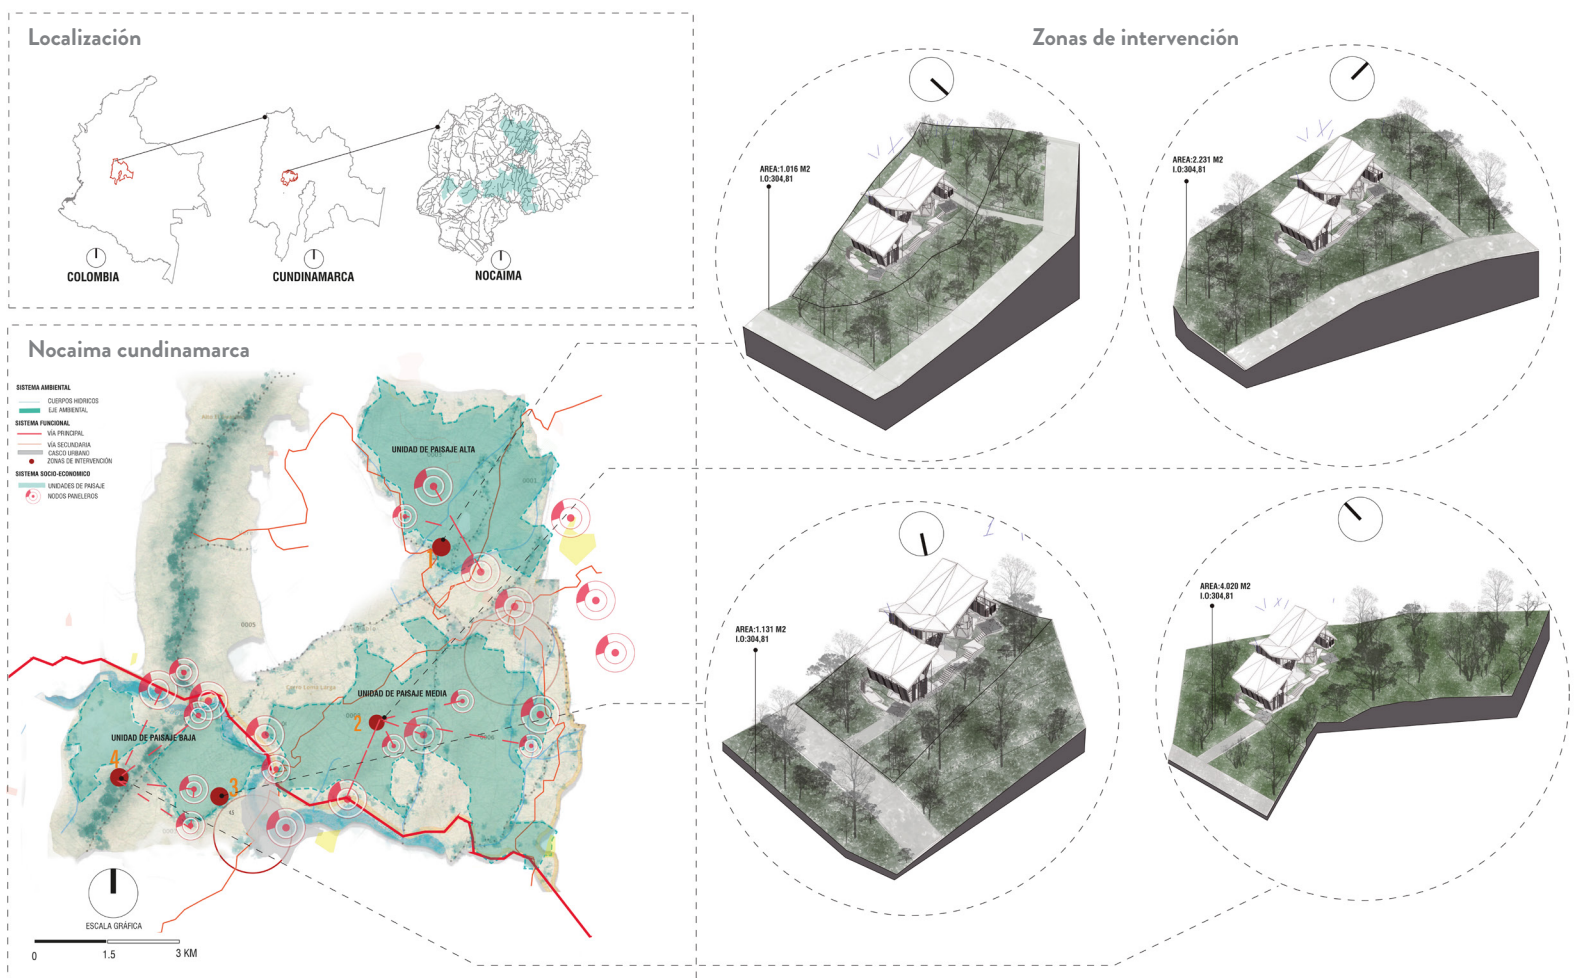 Localización
COLOMBIA
CUNDINAMARCA
NOCAIMA
Zonas de intervención
AREA:1.016 M2
I.O:304,81
AREA:2.231 M2
I.O:304,81
Nocaima cundinamarca
SISTEMA AMBIENTAL
CUERPOS HIDRICOS
EJE AMBIENTAL
SISTEMA FUNCIONAL
VÍA PRINCIPAL
VÍA SECUNDARIA
CASCO URBANO
ZONAS DE INTERVENCIÓN
SISTEMA SOCIO-ECONOMICO
UNIDADES DE PAISAJE
NODOS PANELEROS
UNIDAD DE PAISAJE ALTA
0001
1
0005
UNIDAD DE PAISAJE MEDIA
2
UNIDAD DE PAISAJE BAJA
4
3
ESCALA GRÁFICA
0
1.5
3 KM
AREA:1.131 M2
I.O:304,81
AREA:4.020 M2
I.O:304,81